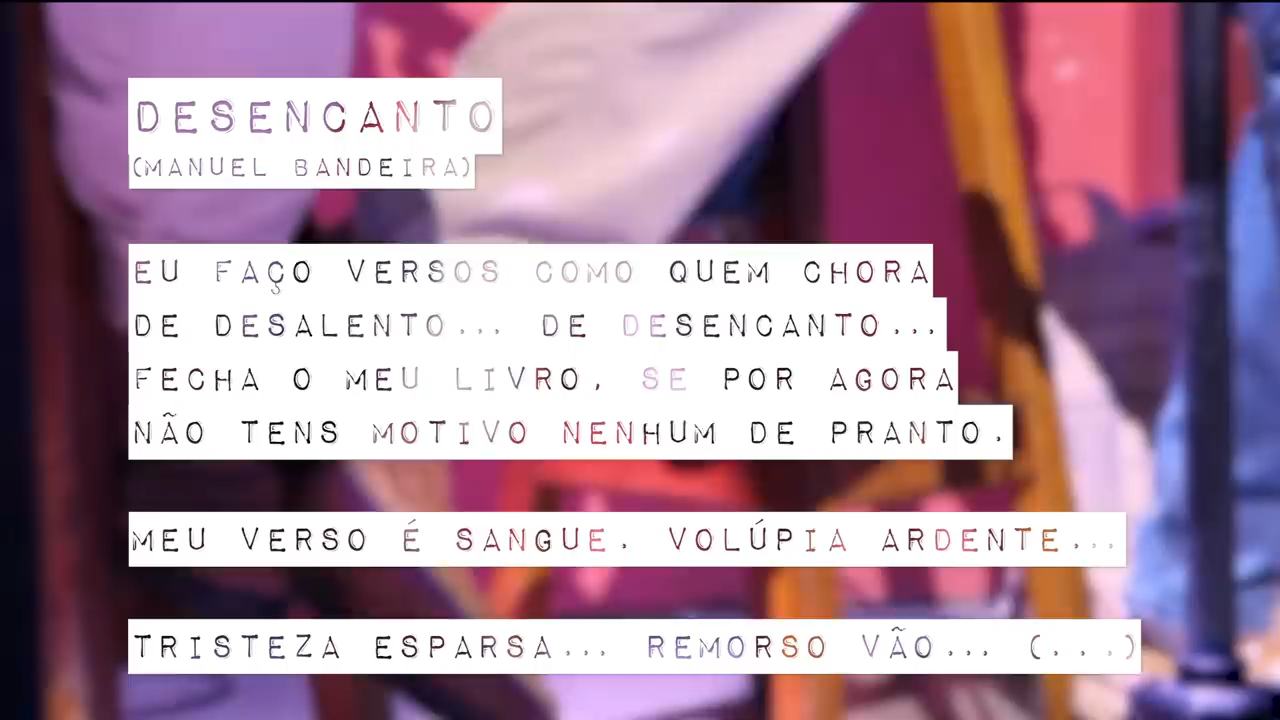 DESENCANTO
(MANUEL BANDEIRA)
EU FAÇO VERSOS COMO QUEM CHORA
DE DESALENTO... DE DESENCANTO...
FECHA O MEU LIVRO, SE POR AGORA
NÃO TENS MOTIVO NENHUM DE PRANTO.
MEU VERSO É SANGUE. VOLÚPIA ARDENTE...
TRISTEZA ESPARSA... REMORSO VÃO... (...)